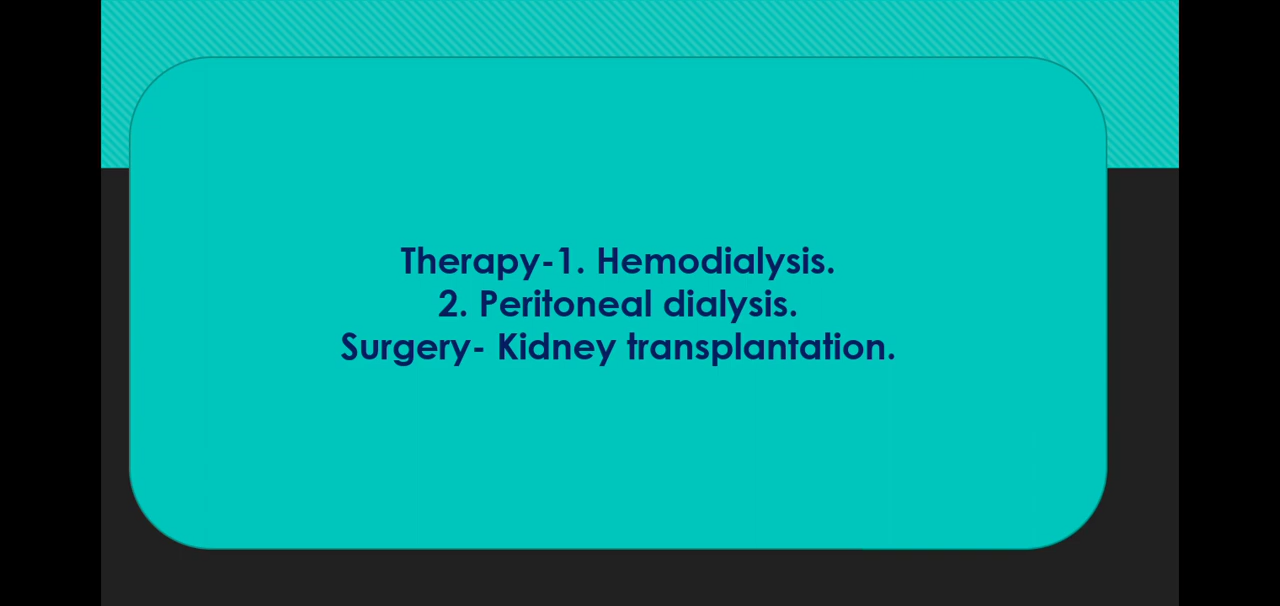 Therapy-1. Hemodialysis.
2. Peritoneal dialysis.
Surgery- Kidney transplantation.